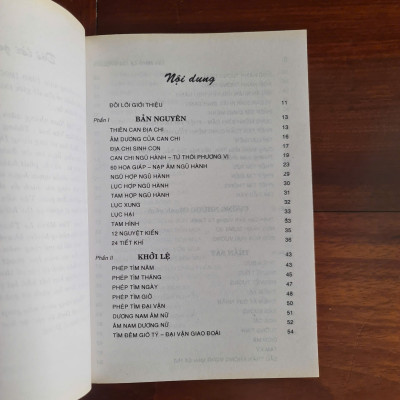 Nội dung
ĐÔI LỜI GIỚI THIỆU 11
Phần I BẢN NGUYÊN 13
THIÊN CAN ĐỊA CHI 13
ÂM DƯƠNG CỦA CAN CHI 16
ĐỊA CHI SINH CON 17
CAN CHI NGŨ HÀNH – TỨ THỜI PHƯƠNG VỊ 19
60 HOA GIÁP – NẠP ÂM NGŨ HÀNH 23
NGŨ HỢP NGŨ HÀNH 29
LỤC HỢP NGŨ HÀNH 30
TAM HỢP NGŨ HÀNH 31
LỤC XUNG 32
LỤC HẠI 33
TAM HÌNH 34
12 NGUYỆT KIẾN 35
24 TIẾT KHÍ 36
Phần II KHỞI LỆ 43
PHÉP TÌM NĂM 43
PHÉP TÌM THÁNG 45
PHÉP TÌM NGÀY 47
PHÉP TÌM GIỜ 48
PHÉP TÌM ĐẠI VẬN 50
DƯƠNG NAM ÂM NỮ 51
ÂM NAM DƯƠNG NỮ 52
TÌM ĐÊM GIỜ TÝ – ĐẠI VẬN GIAO ĐOÀI 54